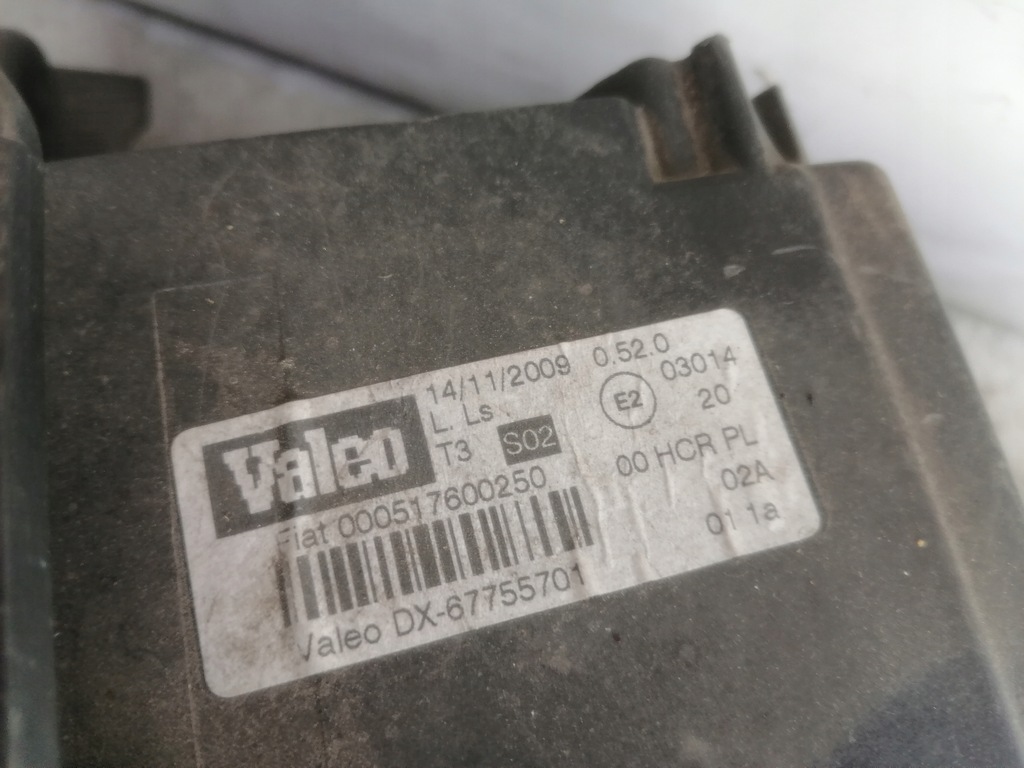 Valeo
14/11/2009 0.52.0
L. Ls
T3 S02
Fiat 000517600250
Valeo DX-67755701
E2 03014
20
00 HCR PL
02A
01 1a